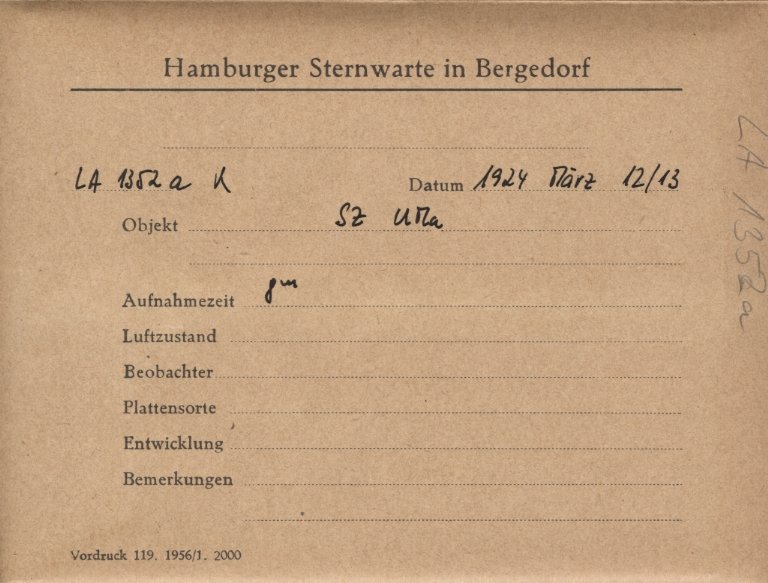 Hamburger Sternwarte in Bergedorf
LA 1352 a K
Datum 1924 März 12/13
Objekt SZ UMa
Aufnahmezeit 8m
Luftzustand
Beobachter
Plattensorte
Entwicklung
Bemerkungen
Vordruck 119. 1956/1. 2000
LA 1352a